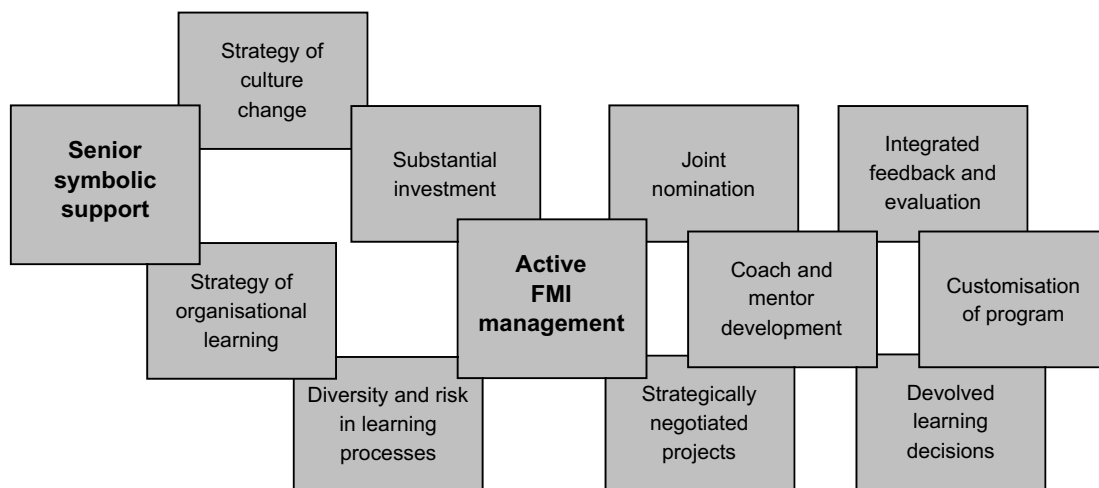 Strategy of
culture
change
Senior
symbolic
support
Substantial
investment
Joint
nomination
Integrated
feedback and
evaluation
Strategy of
organisational
learning
Active
FMI
management
Coach and
mentor
development
Customisation
of program
Diversity and risk
in learning
processes
Strategically
negotiated
projects
Devolved
learning
decisions